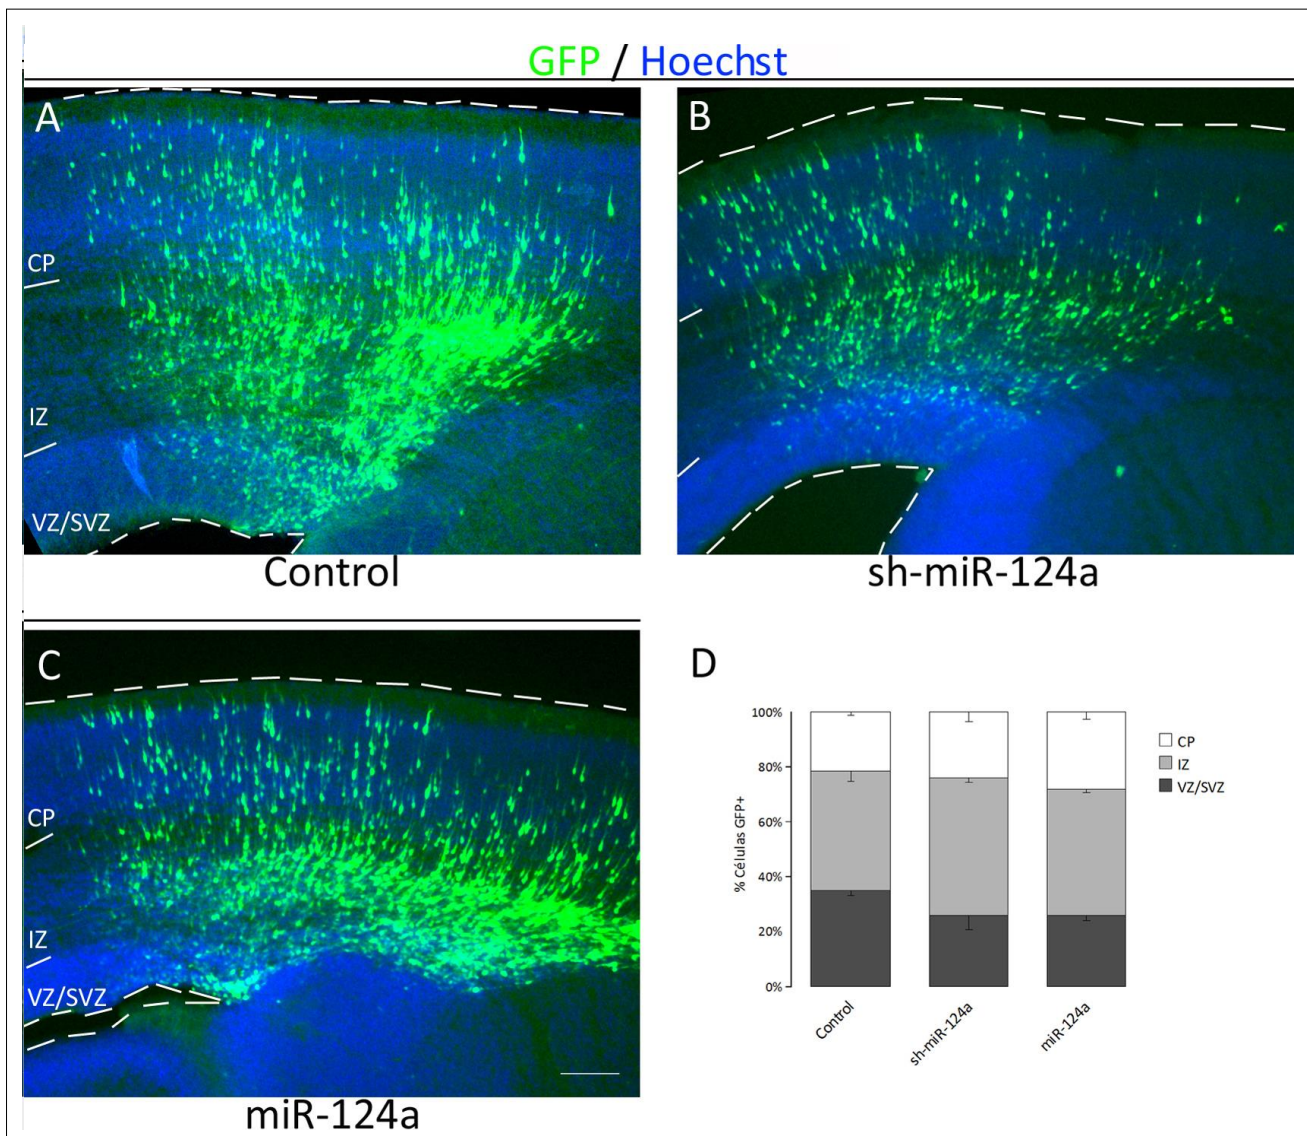 GFP / Hoechst
A
CP
IZ
VZ/SVZ
Control
B
sh-miR-124a
C
CP
IZ
VZ/SVZ
miR-124a
D
% Células GFP+
100%
80%
60%
40%
20%
0%
Control
sh-miR-124a
miR-124a
CP
IZ
VZ/SVZ